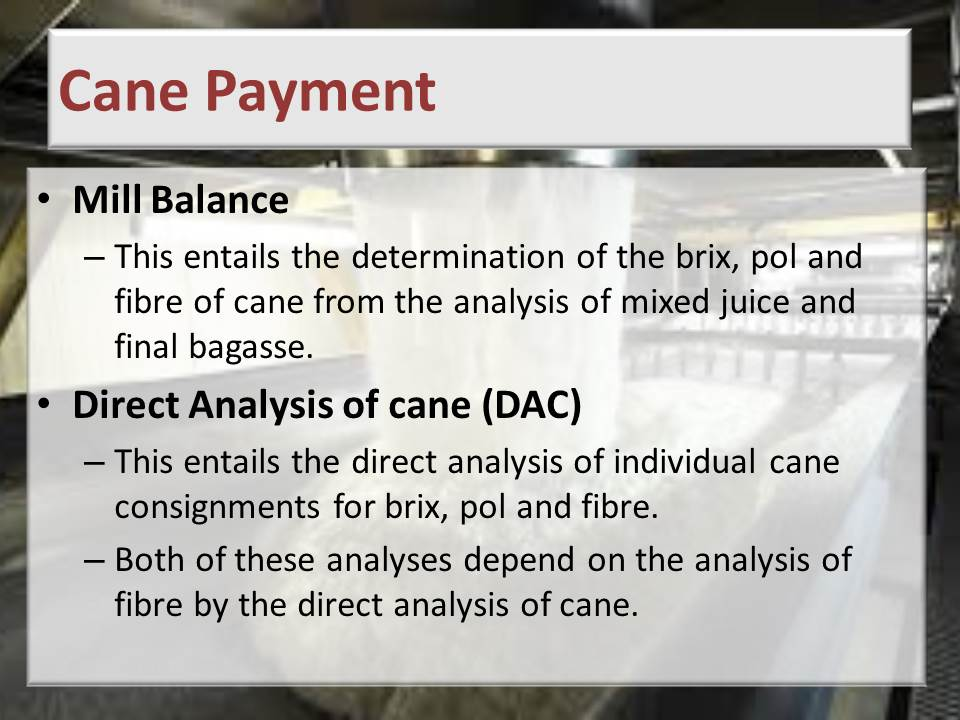 Cane Payment
• Mill Balance
– This entails the determination of the brix, pol and
fibre of cane from the analysis of mixed juice and
final bagasse.
• Direct Analysis of cane (DAC)
– This entails the direct analysis of individual cane
consignments for brix, pol and fibre.
– Both of these analyses depend on the analysis of
fibre by the direct analysis of cane.